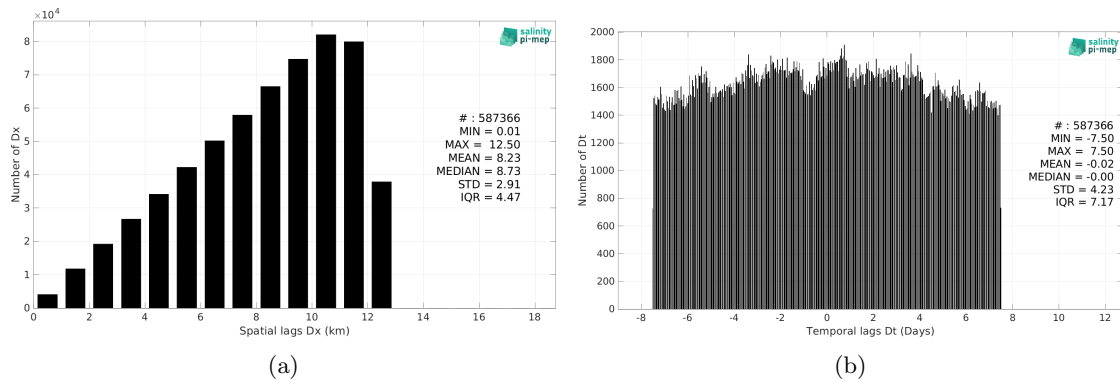 ×10⁴
8
7
6
5
4
3
2
1
0
Number of Dx
0 2 4 6 8 10 12 14 16 18
Spatial lags Dx (km)
salinity
pi-mep
# : 587366
MIN = 0.01
MAX = 12.50
MEAN = 8.23
MEDIAN = 8.73
STD = 2.91
IQR = 4.47
(a)
2000
1800
1600
1400
1200
1000
800
600
400
200
0
Number of Dt
-8 -6 -4 -2 0 2 4 6 8 10 12
Temporal lags Dt (Days)
salinity
pi-mep
# : 587366
MIN = -7.50
MAX = 7.50
MEAN = -0.02
MEDIAN = -0.00
STD = 4.23
IQR = 7.17
(b)